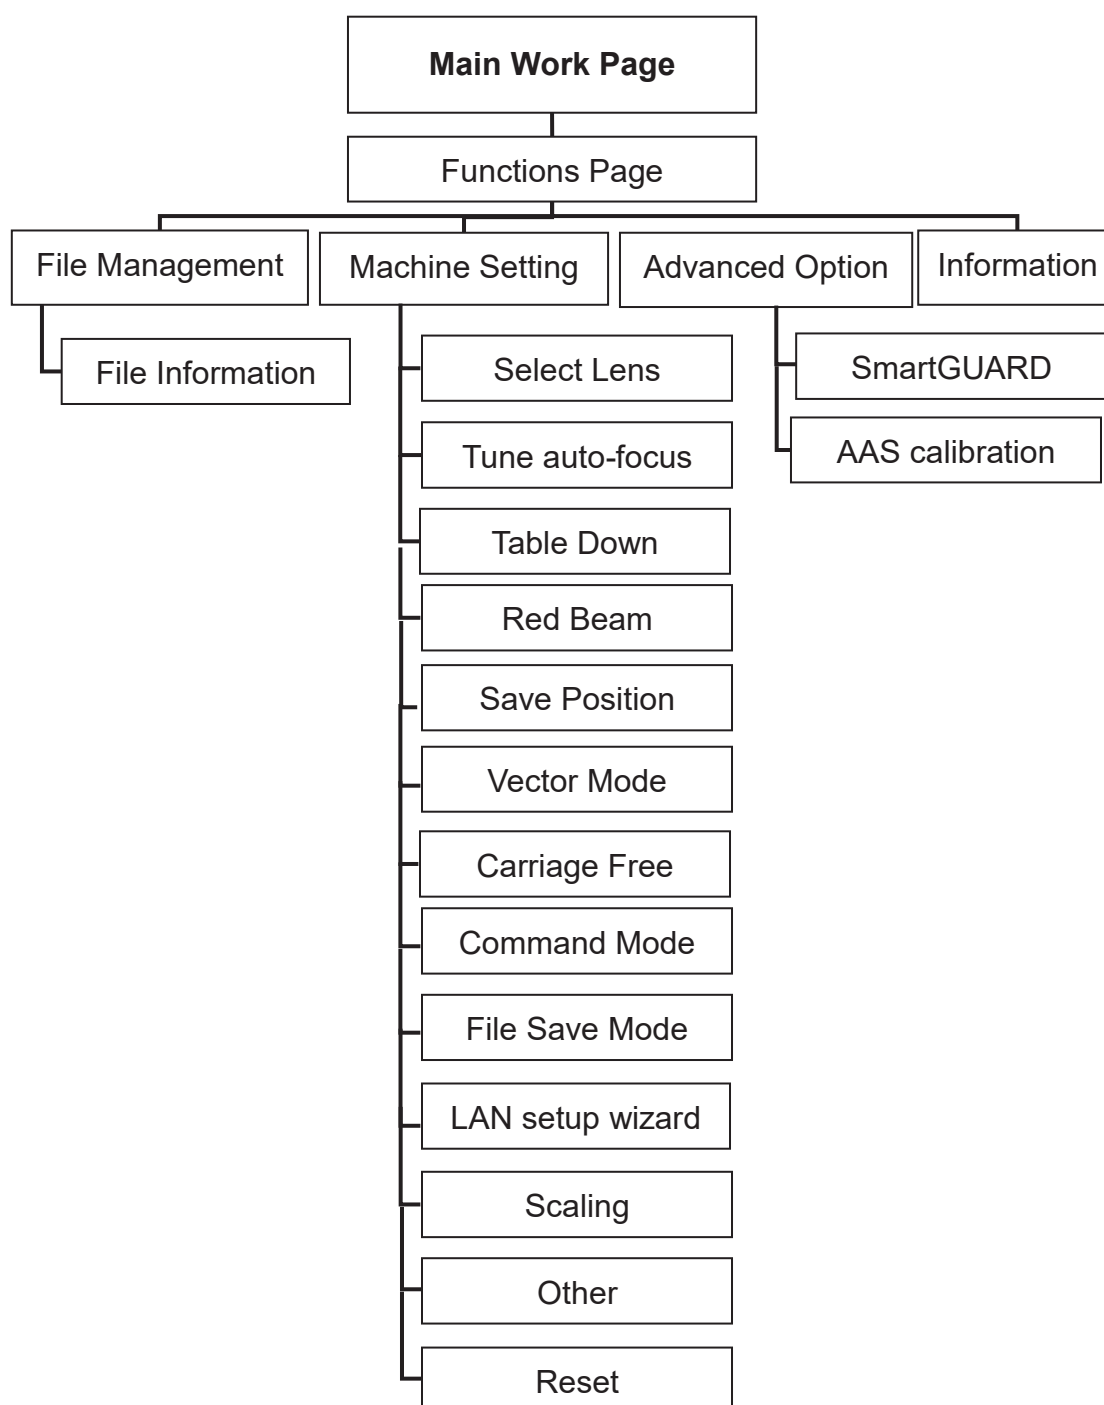 Main Work Page
Functions Page
File Management
Machine Setting
Advanced Option
Information
File Information
Select Lens
Tune auto-focus
Table Down
Red Beam
Save Position
Vector Mode
Carriage Free
Command Mode
File Save Mode
LAN setup wizard
Scaling
Other
Reset
SmartGUARD
AAS calibration